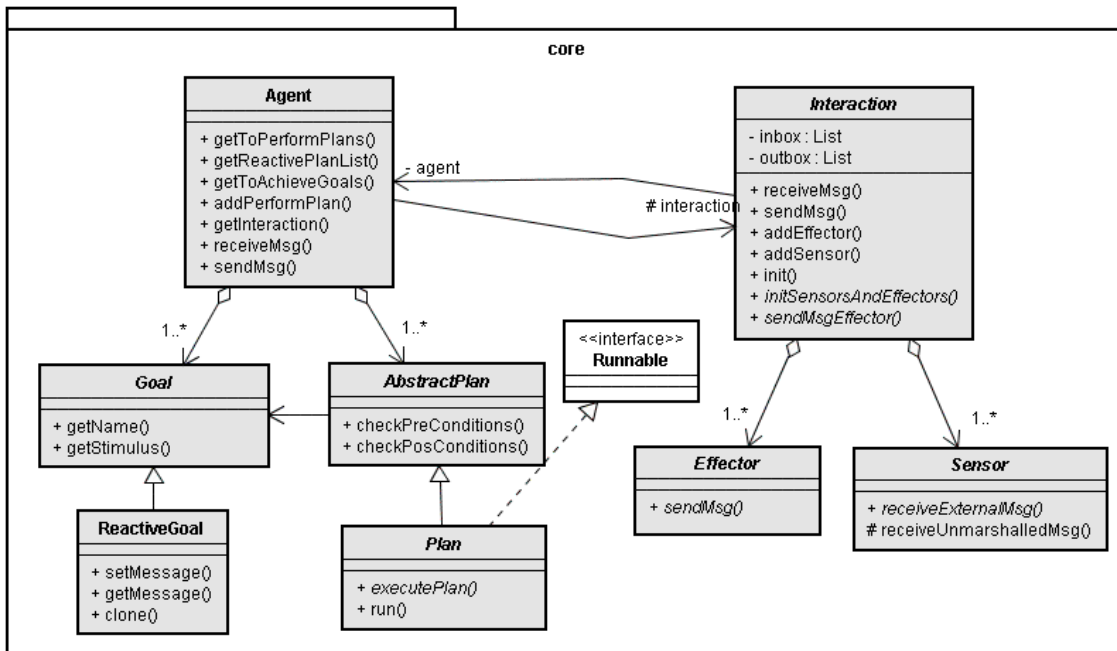 core
Agent
+ getToPerformPlans()
+ getReactivePlanList()
+ getToAchieveGoals()
+ addPerformPlan()
+ getInteraction()
+ receiveMsg()
+ sendMsg()
- agent
# interaction
Interaction
- inbox : List
- outbox : List
+ receiveMsg()
+ sendMsg()
+ addEffector()
+ addSensor()
+ init()
+ initSensorsAndEffectors()
+ sendMsgEffector()
1..*
1..*
Goal
+ getName()
+ getStimulus()
AbstractPlan
+ checkPreConditions()
+ checkPosConditions()
<<interface>>
Runnable
1..*
1..*
Effector
+ sendMsg()
Sensor
+ receiveExternalMsg()
# receiveUnmarshalledMsg()
ReactiveGoal
+ setMessage()
+ getMessage()
+ clone()
Plan
+ executePlan()
+ run()